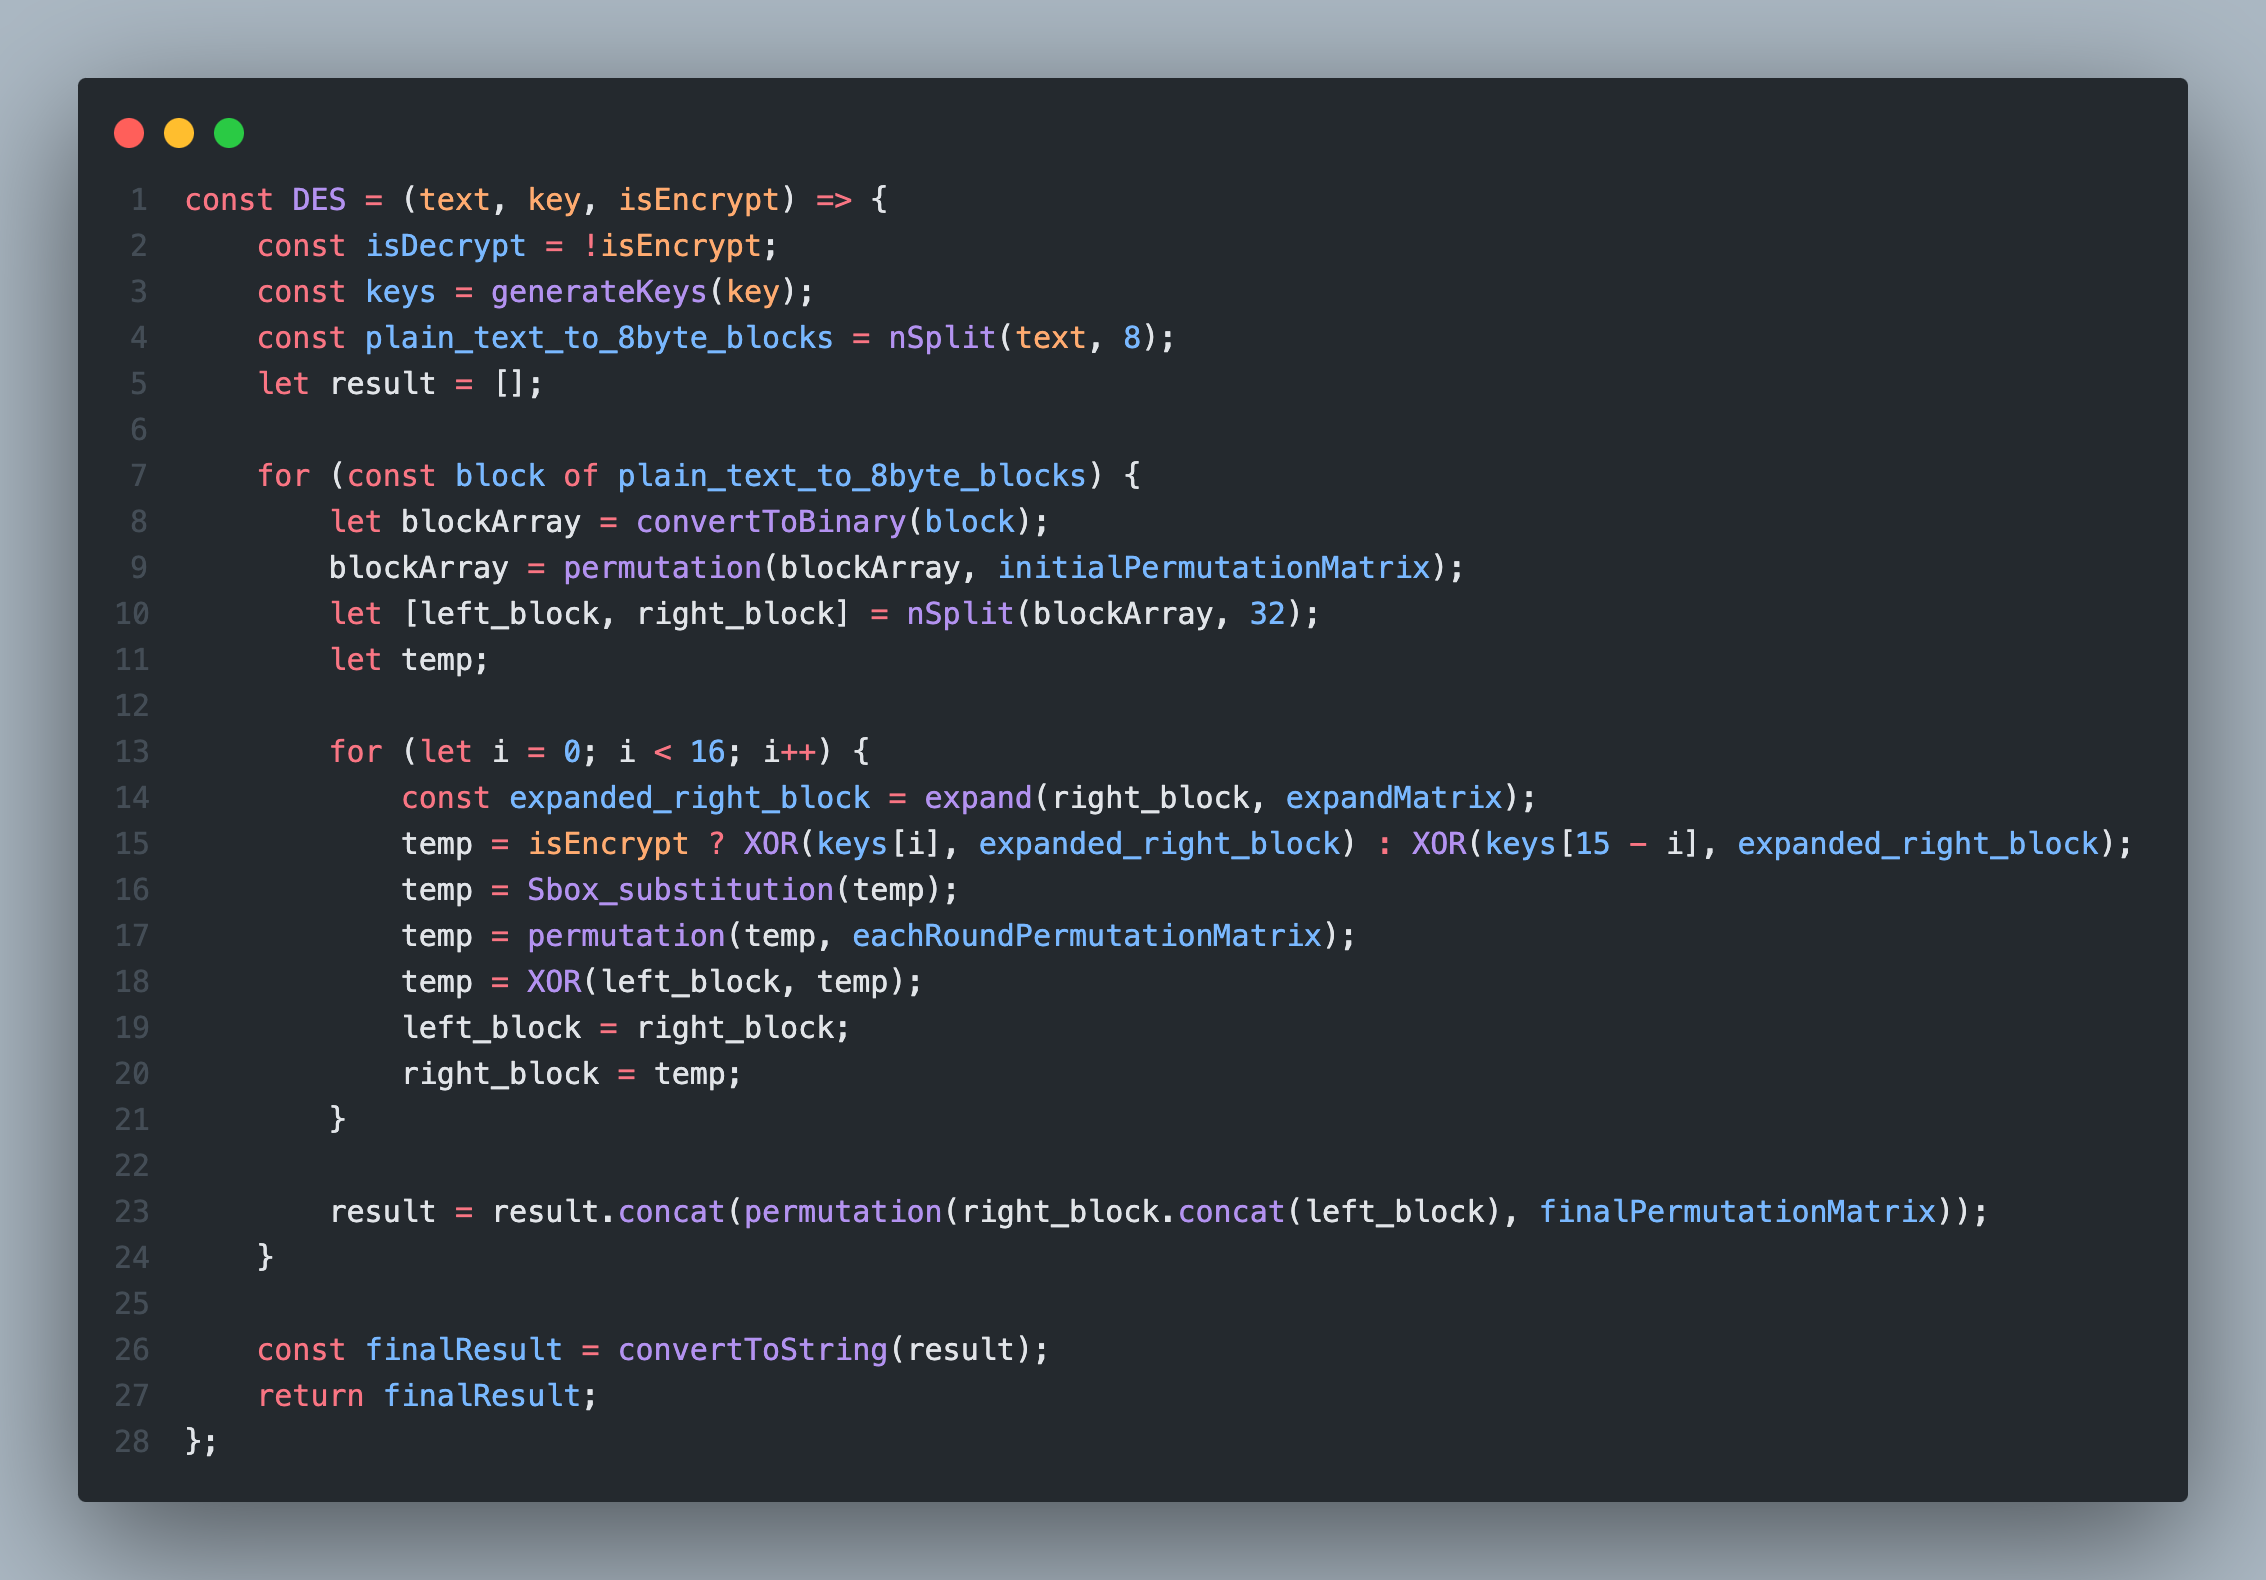 1 const DES = (text, key, isEncrypt) => {
2     const isDecrypt = !isEncrypt;
3     const keys = generateKeys(key);
4     const plain_text_to_8byte_blocks = nSplit(text, 8);
5     let result = [];
6
7     for (const block of plain_text_to_8byte_blocks) {
8         let blockArray = convertToBinary(block);
9         blockArray = permutation(blockArray, initialPermutationMatrix);
10         let [left_block, right_block] = nSplit(blockArray, 32);
11         let temp;
12
13         for (let i = 0; i < 16; i++) {
14             const expanded_right_block = expand(right_block, expandMatrix);
15             temp = isEncrypt ? XOR(keys[i], expanded_right_block) : XOR(keys[15 - i], expanded_right_block);
16             temp = Sbox_substitution(temp);
17             temp = permutation(temp, eachRoundPermutationMatrix);
18             temp = XOR(left_block, temp);
19             left_block = right_block;
20             right_block = temp;
21         }
22
23         result = result.concat(permutation(right_block.concat(left_block), finalPermutationMatrix));
24     }
25
26     const finalResult = convertToString(result);
27     return finalResult;
28 };